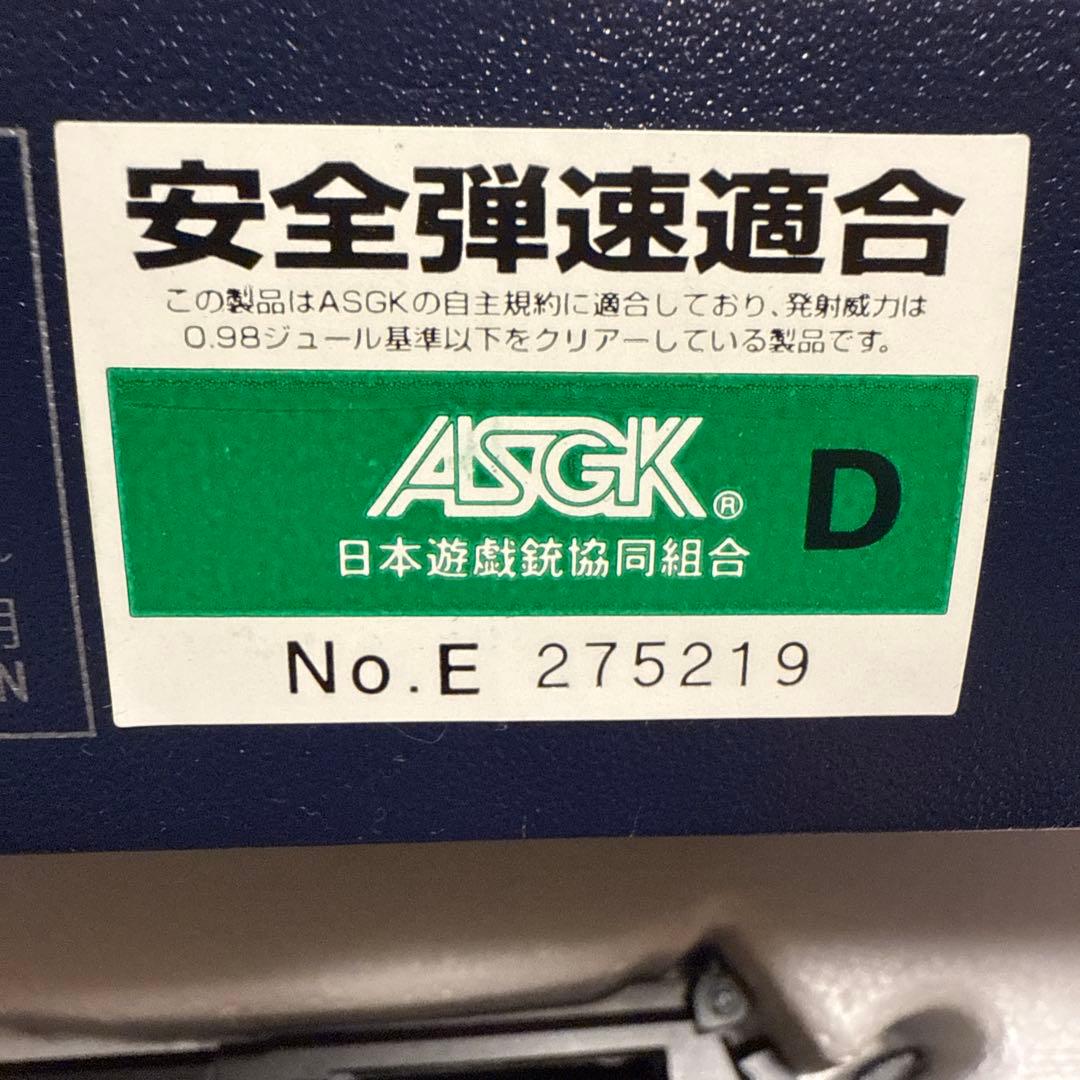 安全弾速適合
この製品はASGKの自主規約に適合しており、発射威力は
0.98ジュール基準以下をクリアーしている製品です。
ASGK®
D
日本遊戯銃協同組合
No.E 275219
用
N